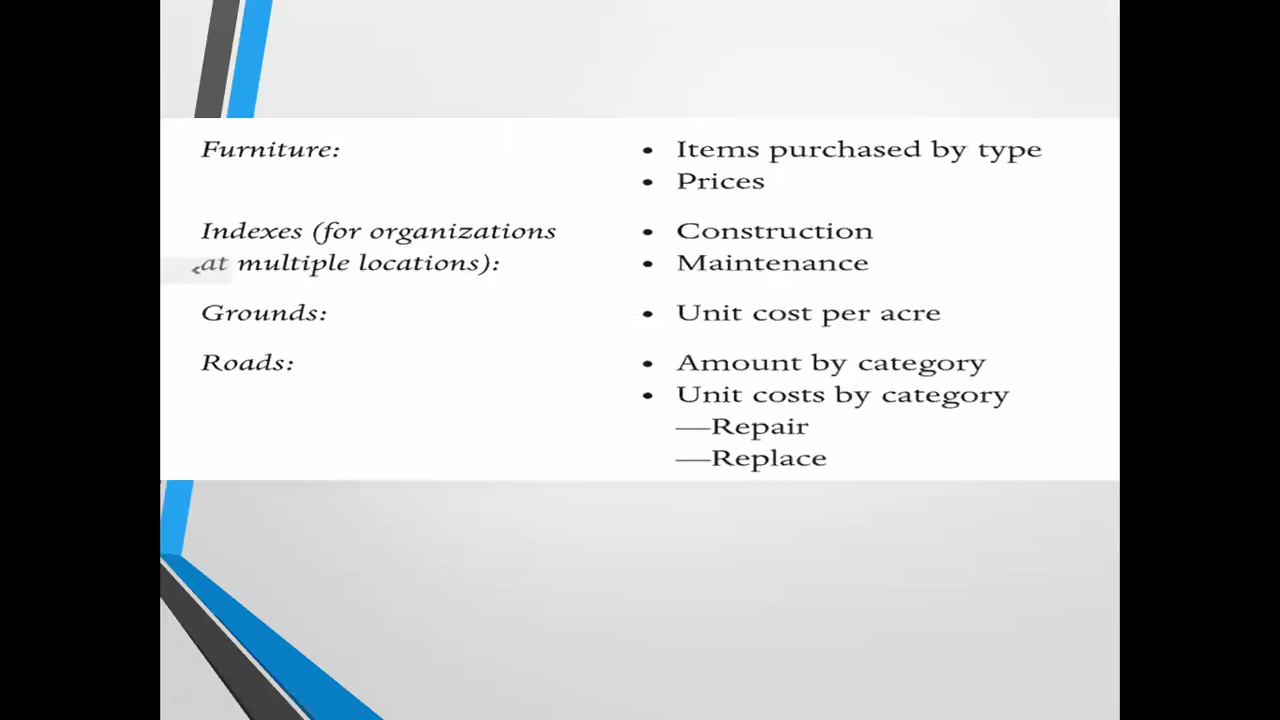 Furniture:
• Items purchased by type
• Prices
Indexes (for organizations
at multiple locations):
• Construction
• Maintenance
Grounds:
• Unit cost per acre
Roads:
• Amount by category
• Unit costs by category
—Repair
—Replace